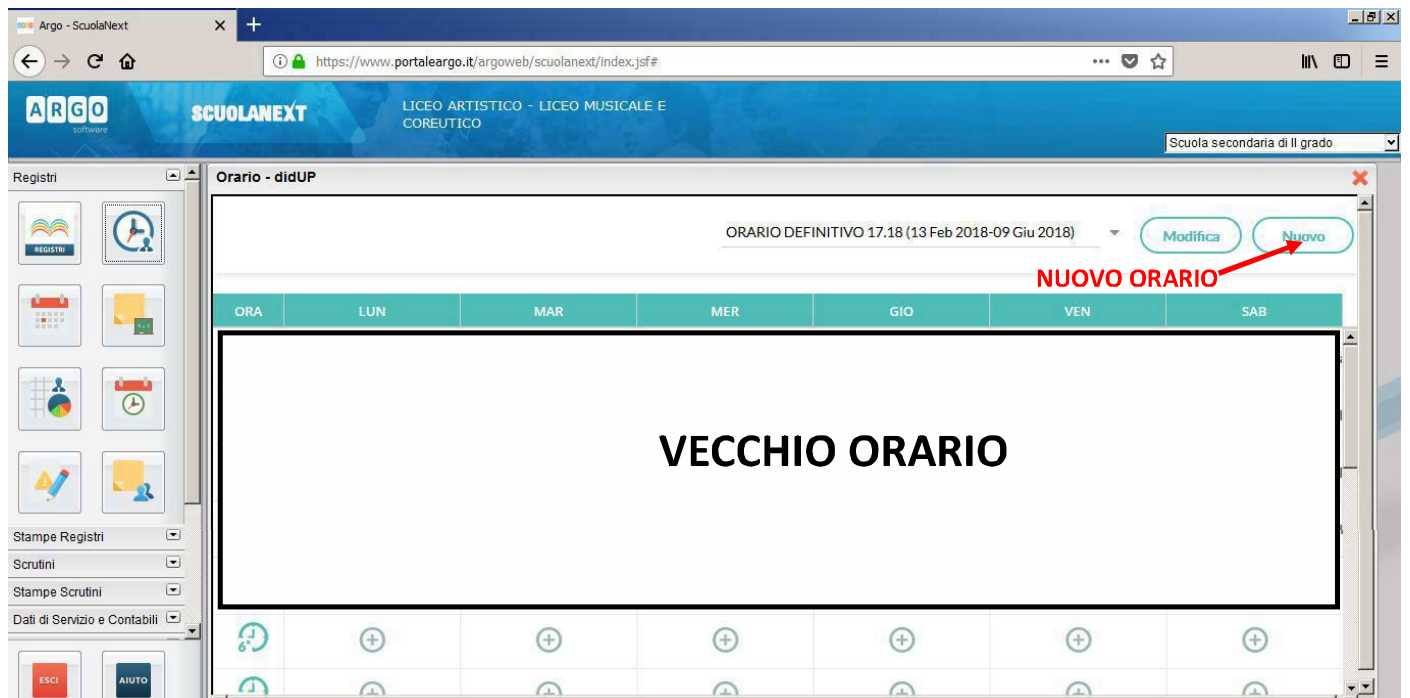 Argo - ScuolaNext
https://www.portaleargo.it/argoweb/scuolanext/index.jsf#
ARGO
software
SCUOLANEXT
LICEO ARTISTICO - LICEO MUSICALE E
COREUTICO
Scuola secondaria di II grado
Registri
REGISTRI
Stampe Registri
Scrutini
Stampe Scrutini
Dati di Servizio e Contabili
ESCI
AIUTO
Orario - didUP
ORARIO DEFINITIVO 17.18 (13 Feb 2018-09 Giu 2018)
Modifica
Nuovo
NUOVO ORARIO
ORA LUN MAR MER GIO VEN SAB
VECCHIO ORARIO
6°